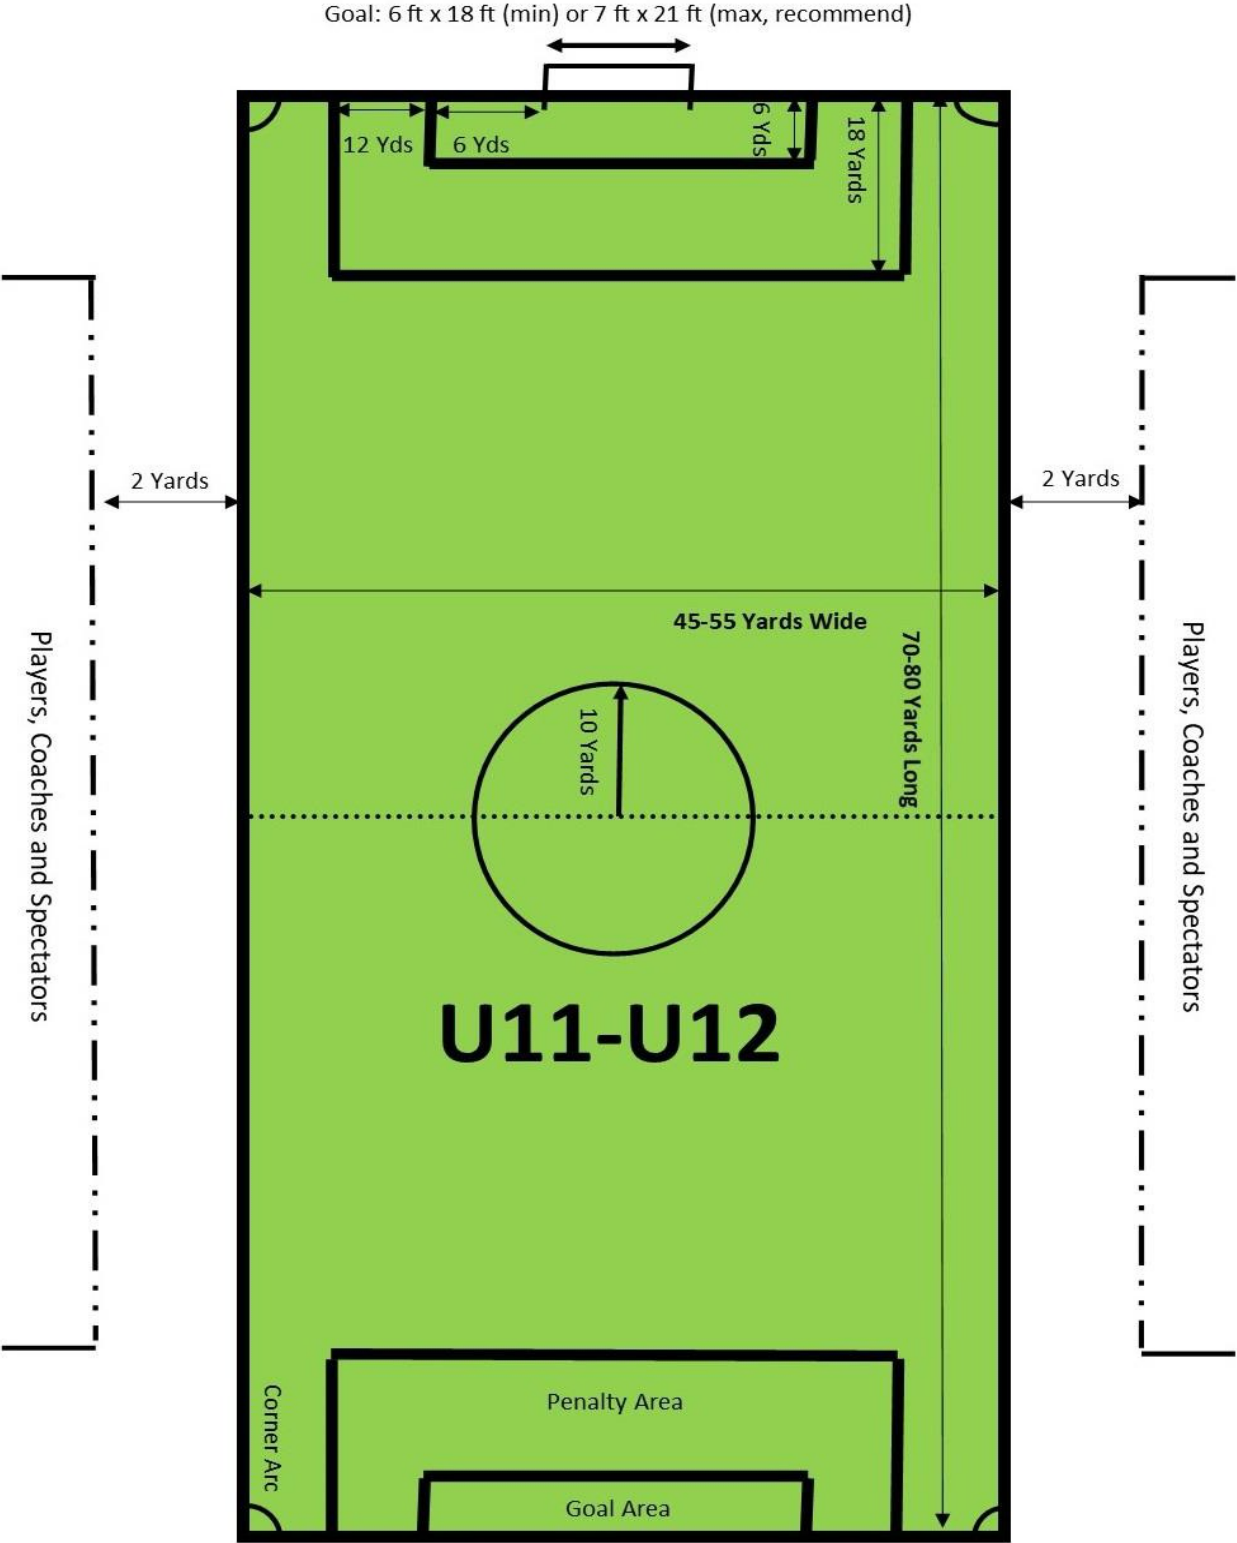 Goal: 6 ft x 18 ft (min) or 7 ft x 21 ft (max, recommend)
12 Yds
6 Yds
6 Yds
18 Yards
2 Yards
2 Yards
45-55 Yards Wide
70-80 Yards Long
10 Yards
Players, Coaches and Spectators
Players, Coaches and Spectators
U11-U12
Corner Arc
Penalty Area
Goal Area